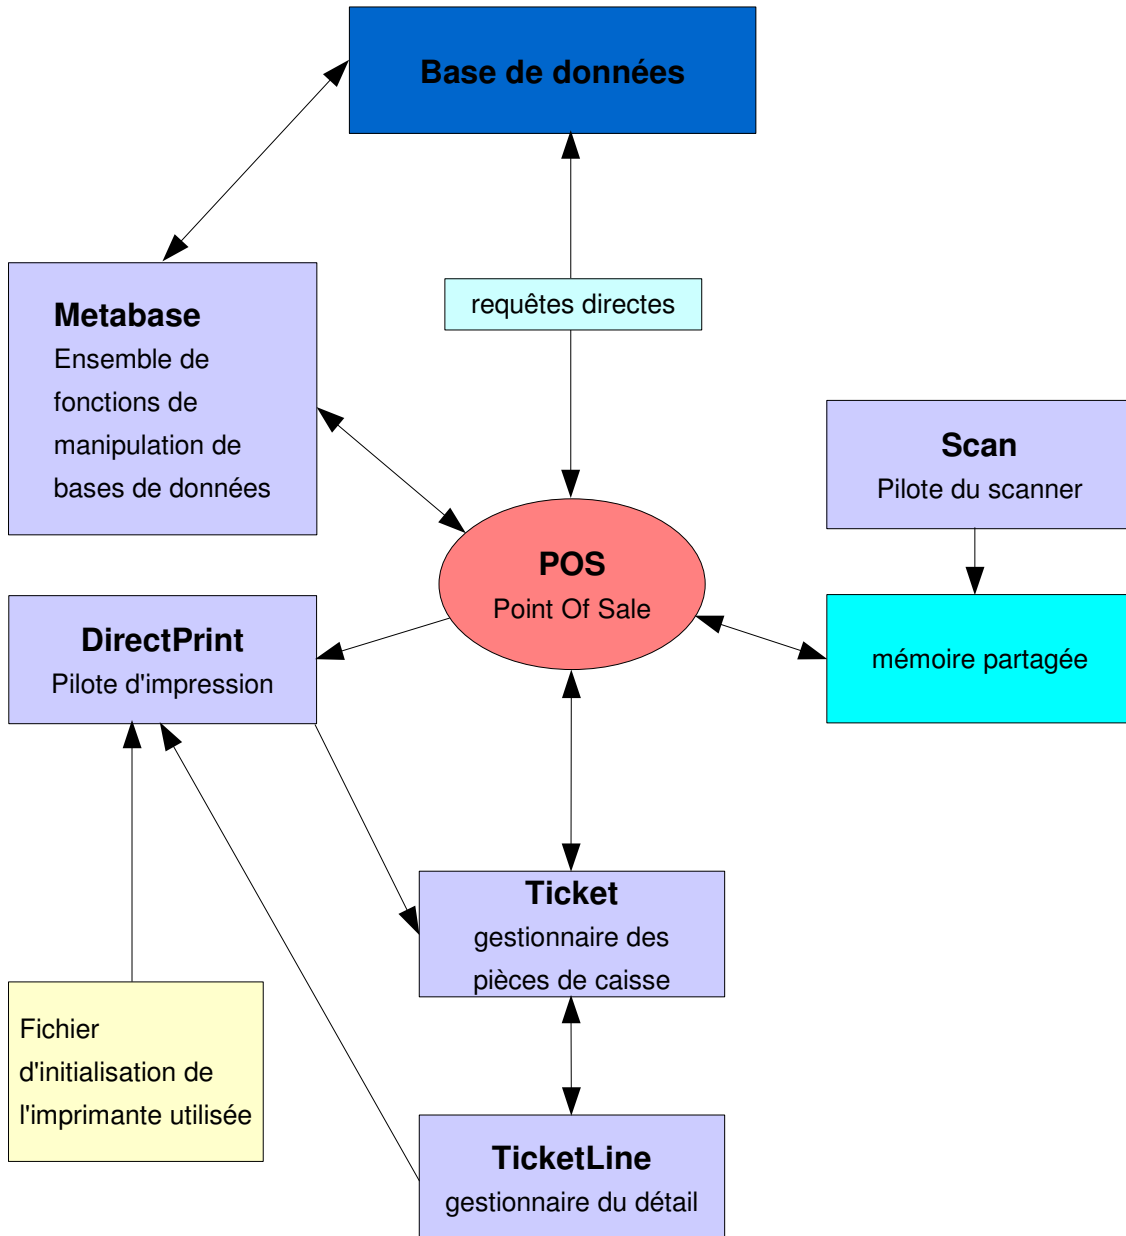 Base de données
Metabase
Ensemble de
fonctions de
manipulation de
bases de données
requêtes directes
Scan
Pilote du scanner
POS
Point Of Sale
DirectPrint
Pilote d'impression
mémoire partagée
Ticket
gestionnaire des
pièces de caisse
Fichier
d'initialisation de
l'imprimante utilisée
TicketLine
gestionnaire du détail